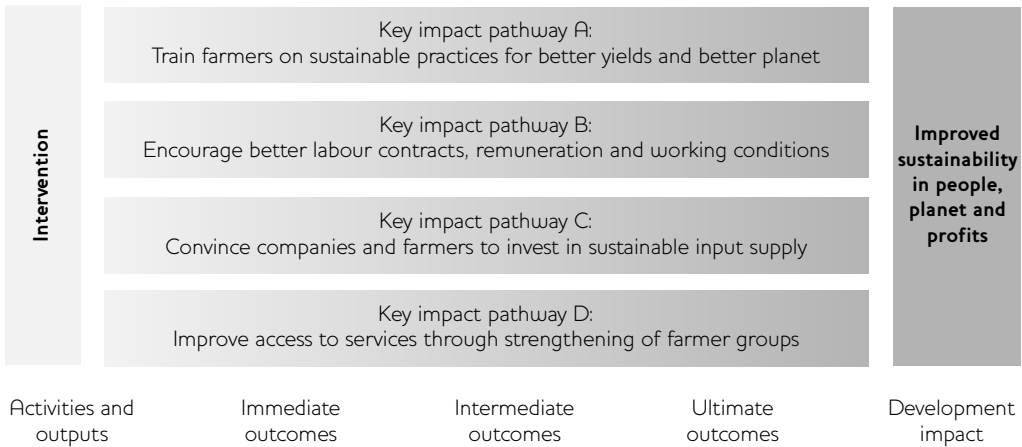 Intervention
Key impact pathway A:
Train farmers on sustainable practices for better yields and better planet
Key impact pathway B:
Encourage better labour contracts, remuneration and working conditions
Key impact pathway C:
Convince companies and farmers to invest in sustainable input supply
Key impact pathway D:
Improve access to services through strengthening of farmer groups
Improved
sustainability
in people,
planet and
profits
Activities and
outputs
Immediate
outcomes
Intermediate
outcomes
Ultimate
outcomes
Development
impact